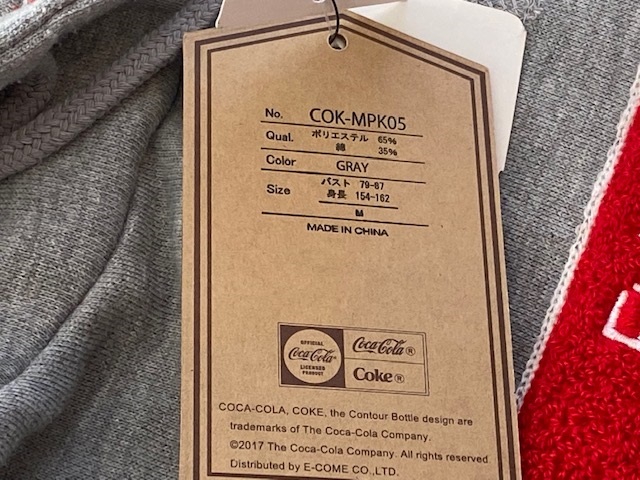 No. COK-MPK05
Qual. ポリエステル 65%
綿 35%
Color GRAY
Size バスト 79-87
身長 154-162
M
MADE IN CHINA
OFFICIAL
Coca-Cola
LICENSED
PRODUCT
Coca-Cola®
Coke®
COCA-COLA, COKE, the Contour Bottle design are
trademarks of The Coca-Cola Company.
©2017 The Coca-Cola Company. All rights reserved.
Distributed by E-COME CO.,LTD.